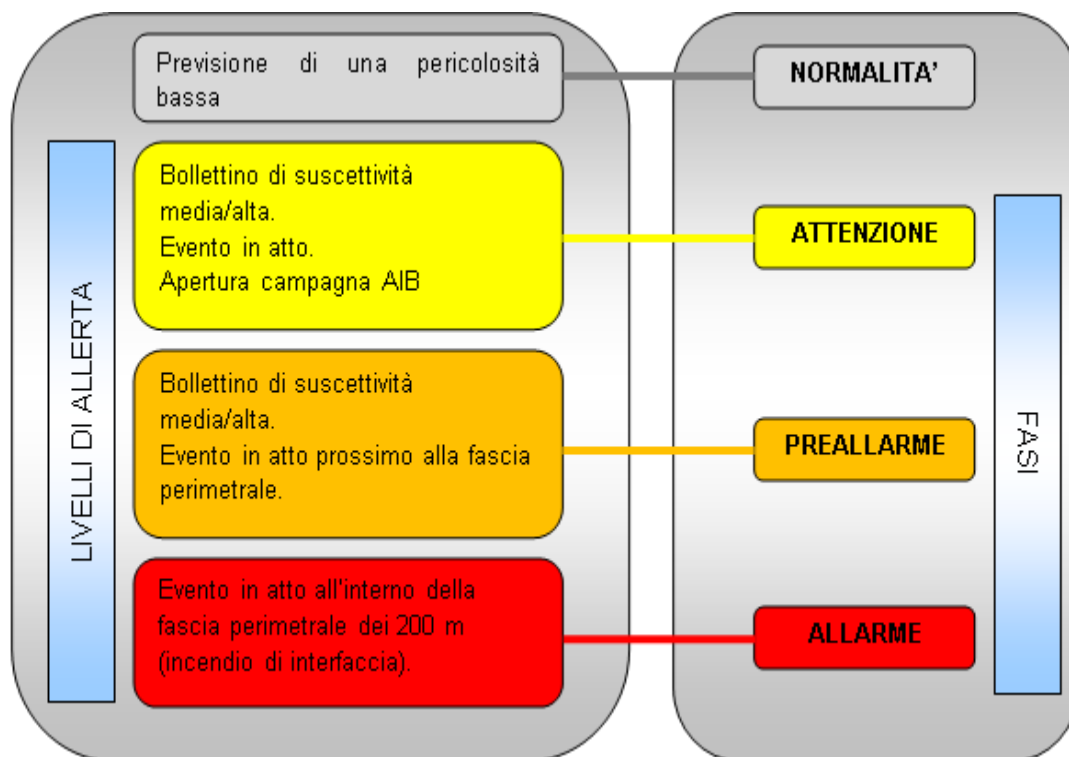 Previsione di una pericolosità
bassa
NORMALITA’
LIVELLI DI ALLERTA
Bollettino di suscettività
media/alta.
Evento in atto.
Apertura campagna AIB
ATTENZIONE
Bollettino di suscettività
media/alta.
Evento in atto prossimo alla fascia
perimetrale.
PREALLARME
Evento in atto all'interno della
fascia perimetrale dei 200 m
(incendio di interfaccia).
ALLARME
FASI